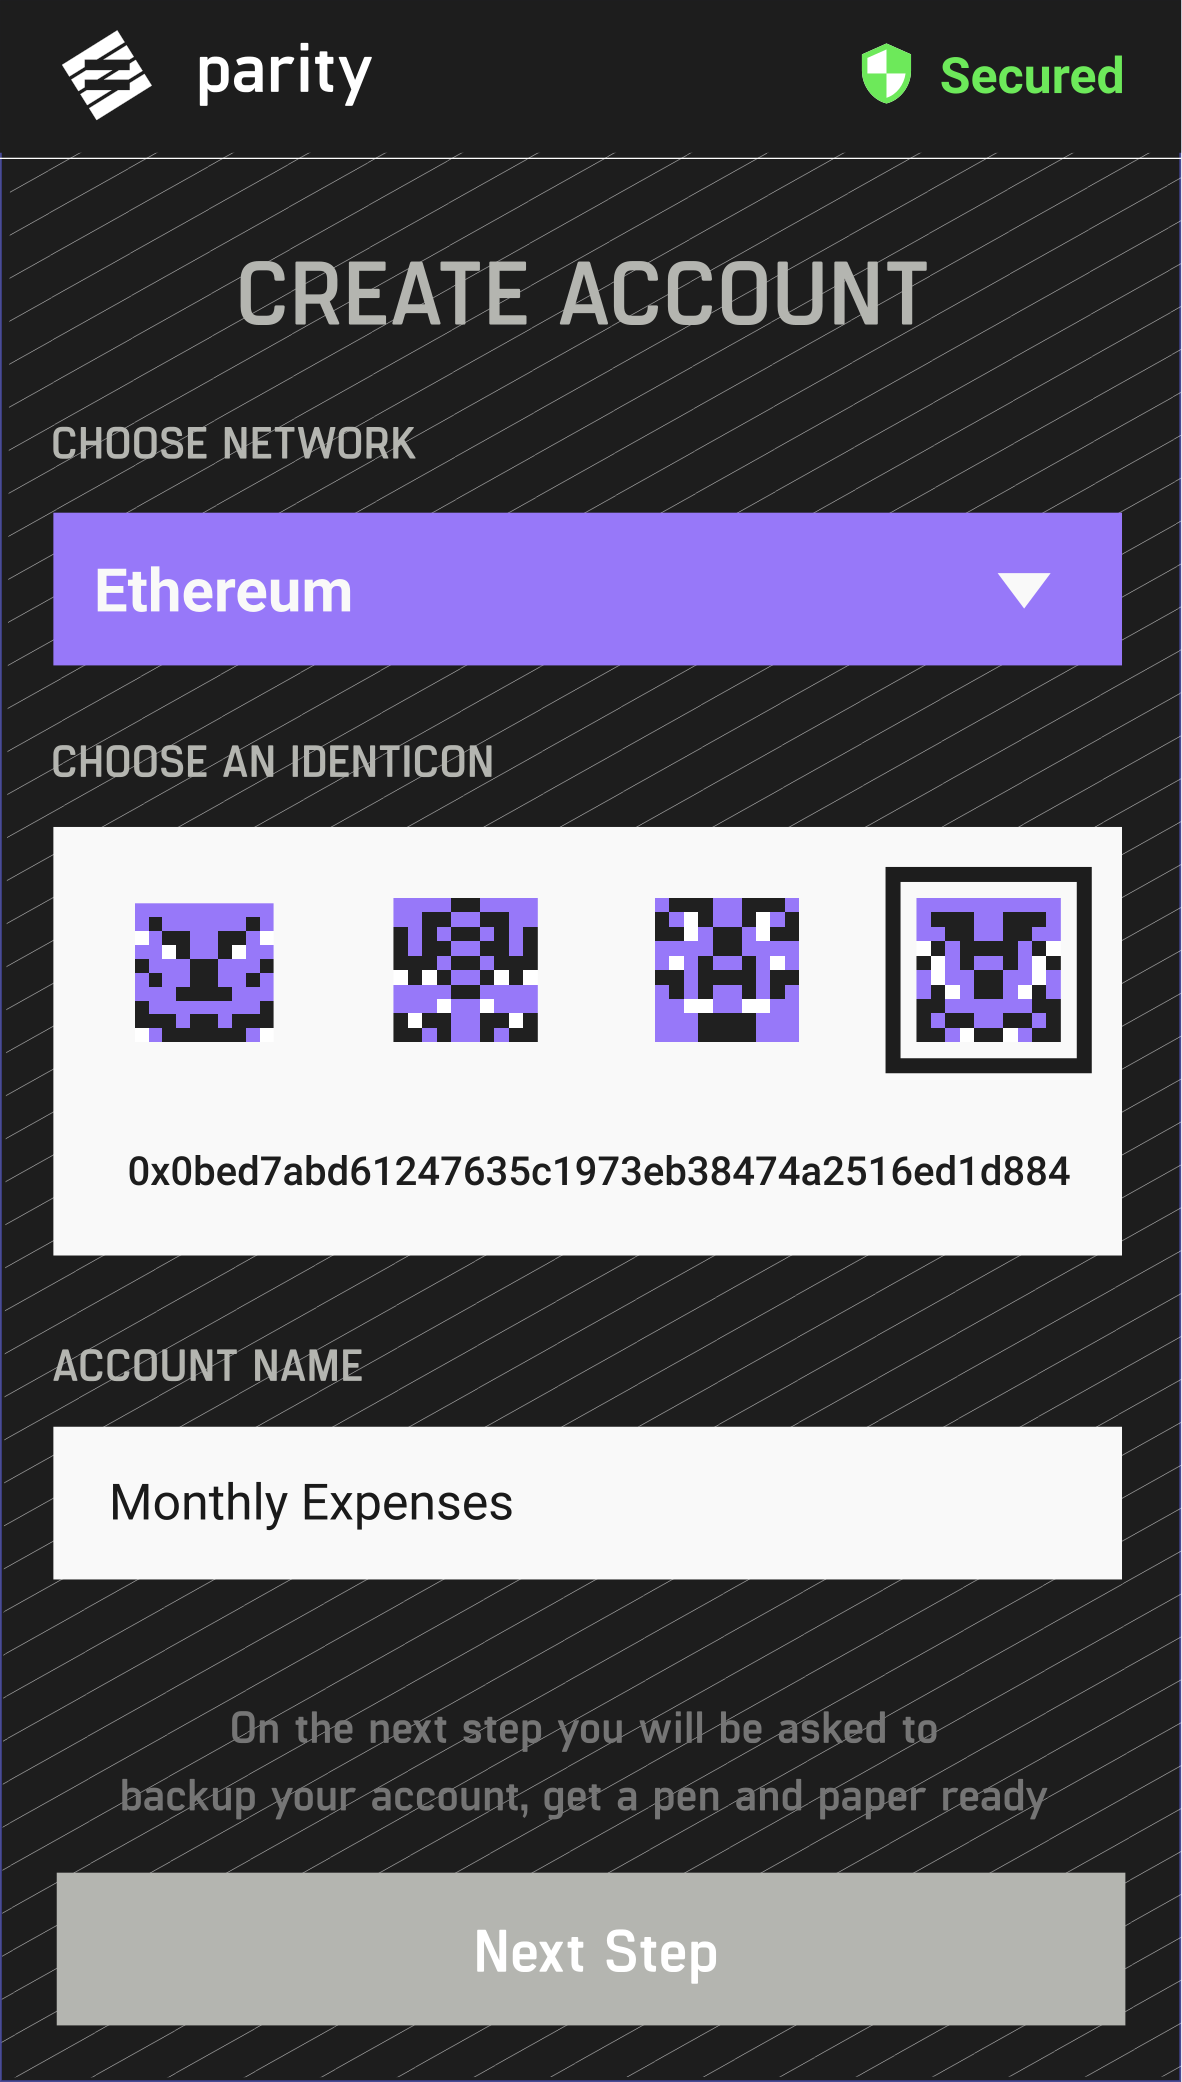 parity
Secured
CREATE ACCOUNT
CHOOSE NETWORK
Ethereum
CHOOSE AN IDENTICON
0x0bed7abd61247635c1973eb38474a2516ed1d884
ACCOUNT NAME
Monthly Expenses
On the next step you will be asked to
backup your account, get a pen and paper ready
Next Step